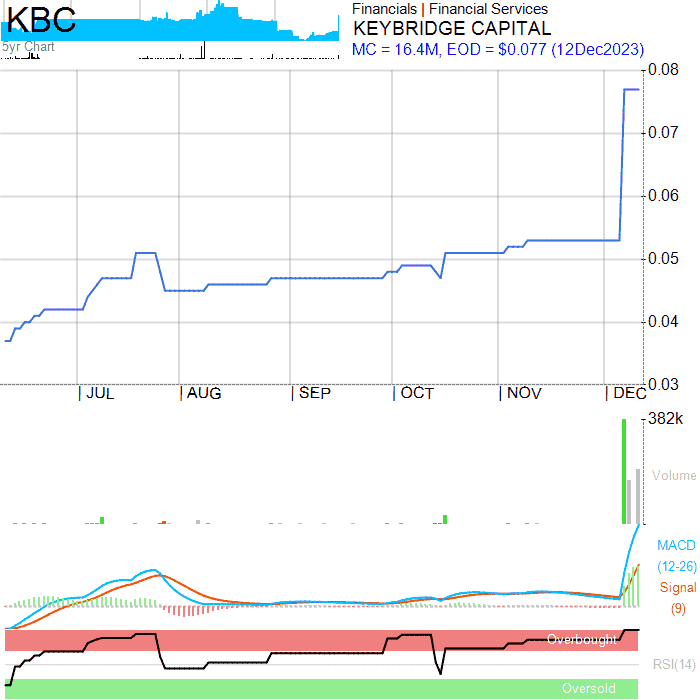 KBC
Financials | Financial Services
KEYBRIDGE CAPITAL
5yr Chart
MC = 16.4M, EOD = $0.077 (12Dec2023)
0.08
0.07
0.06
0.05
0.04
0.03
| JUL | AUG | SEP | OCT | NOV | DEC
382k
Volume
MACD
(12-26)
Signal
(9)
Overbought
RSI(14)
Oversold